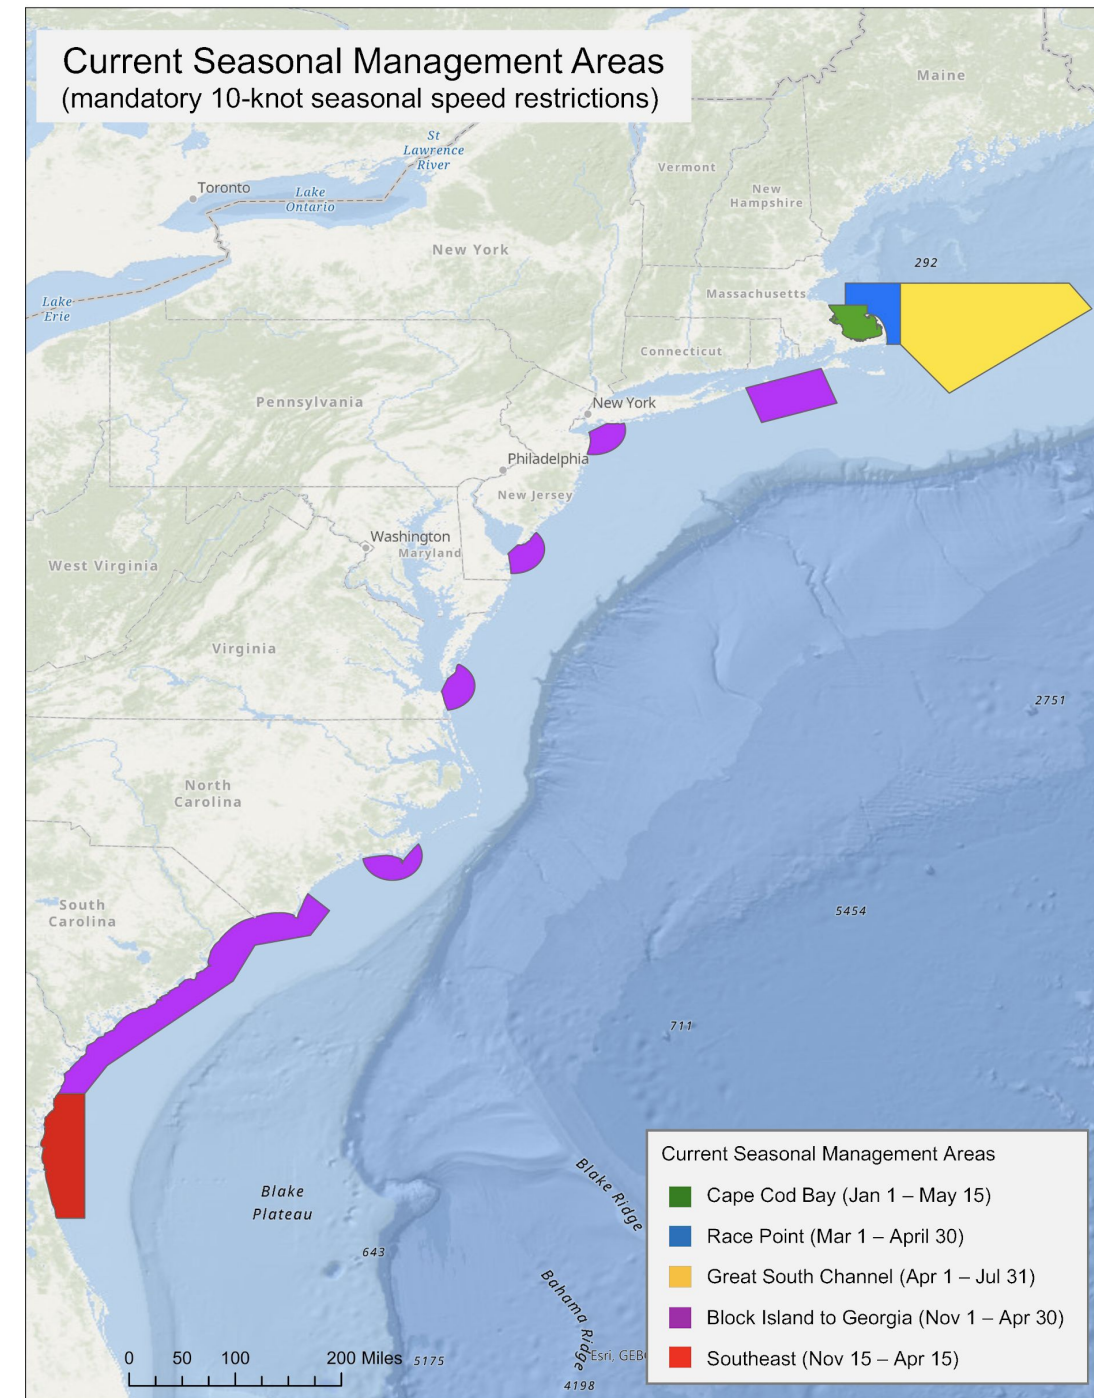 Current Seasonal Management Areas
(mandatory 10-knot seasonal speed restrictions)
Maine
St
Lawrence
River
Vermont
Toronto
Lake
Ontario
New
Hampshire
New York
292
Lake
Erie
Massachusetts
Connecticut
Pennsylvania
New York
Philadelphia
New Jersey
Washington
Maryland
West Virginia
Virginia
2751
North
Carolina
South
Carolina
5454
711
Blake
Plateau
Blake Ridge
643
Bahama Ridge
5175
4198
Esri, GEB
0 50 100 200 Miles
Current Seasonal Management Areas
Cape Cod Bay (Jan 1 – May 15)
Race Point (Mar 1 – April 30)
Great South Channel (Apr 1 – Jul 31)
Block Island to Georgia (Nov 1 – Apr 30)
Southeast (Nov 15 – Apr 15)